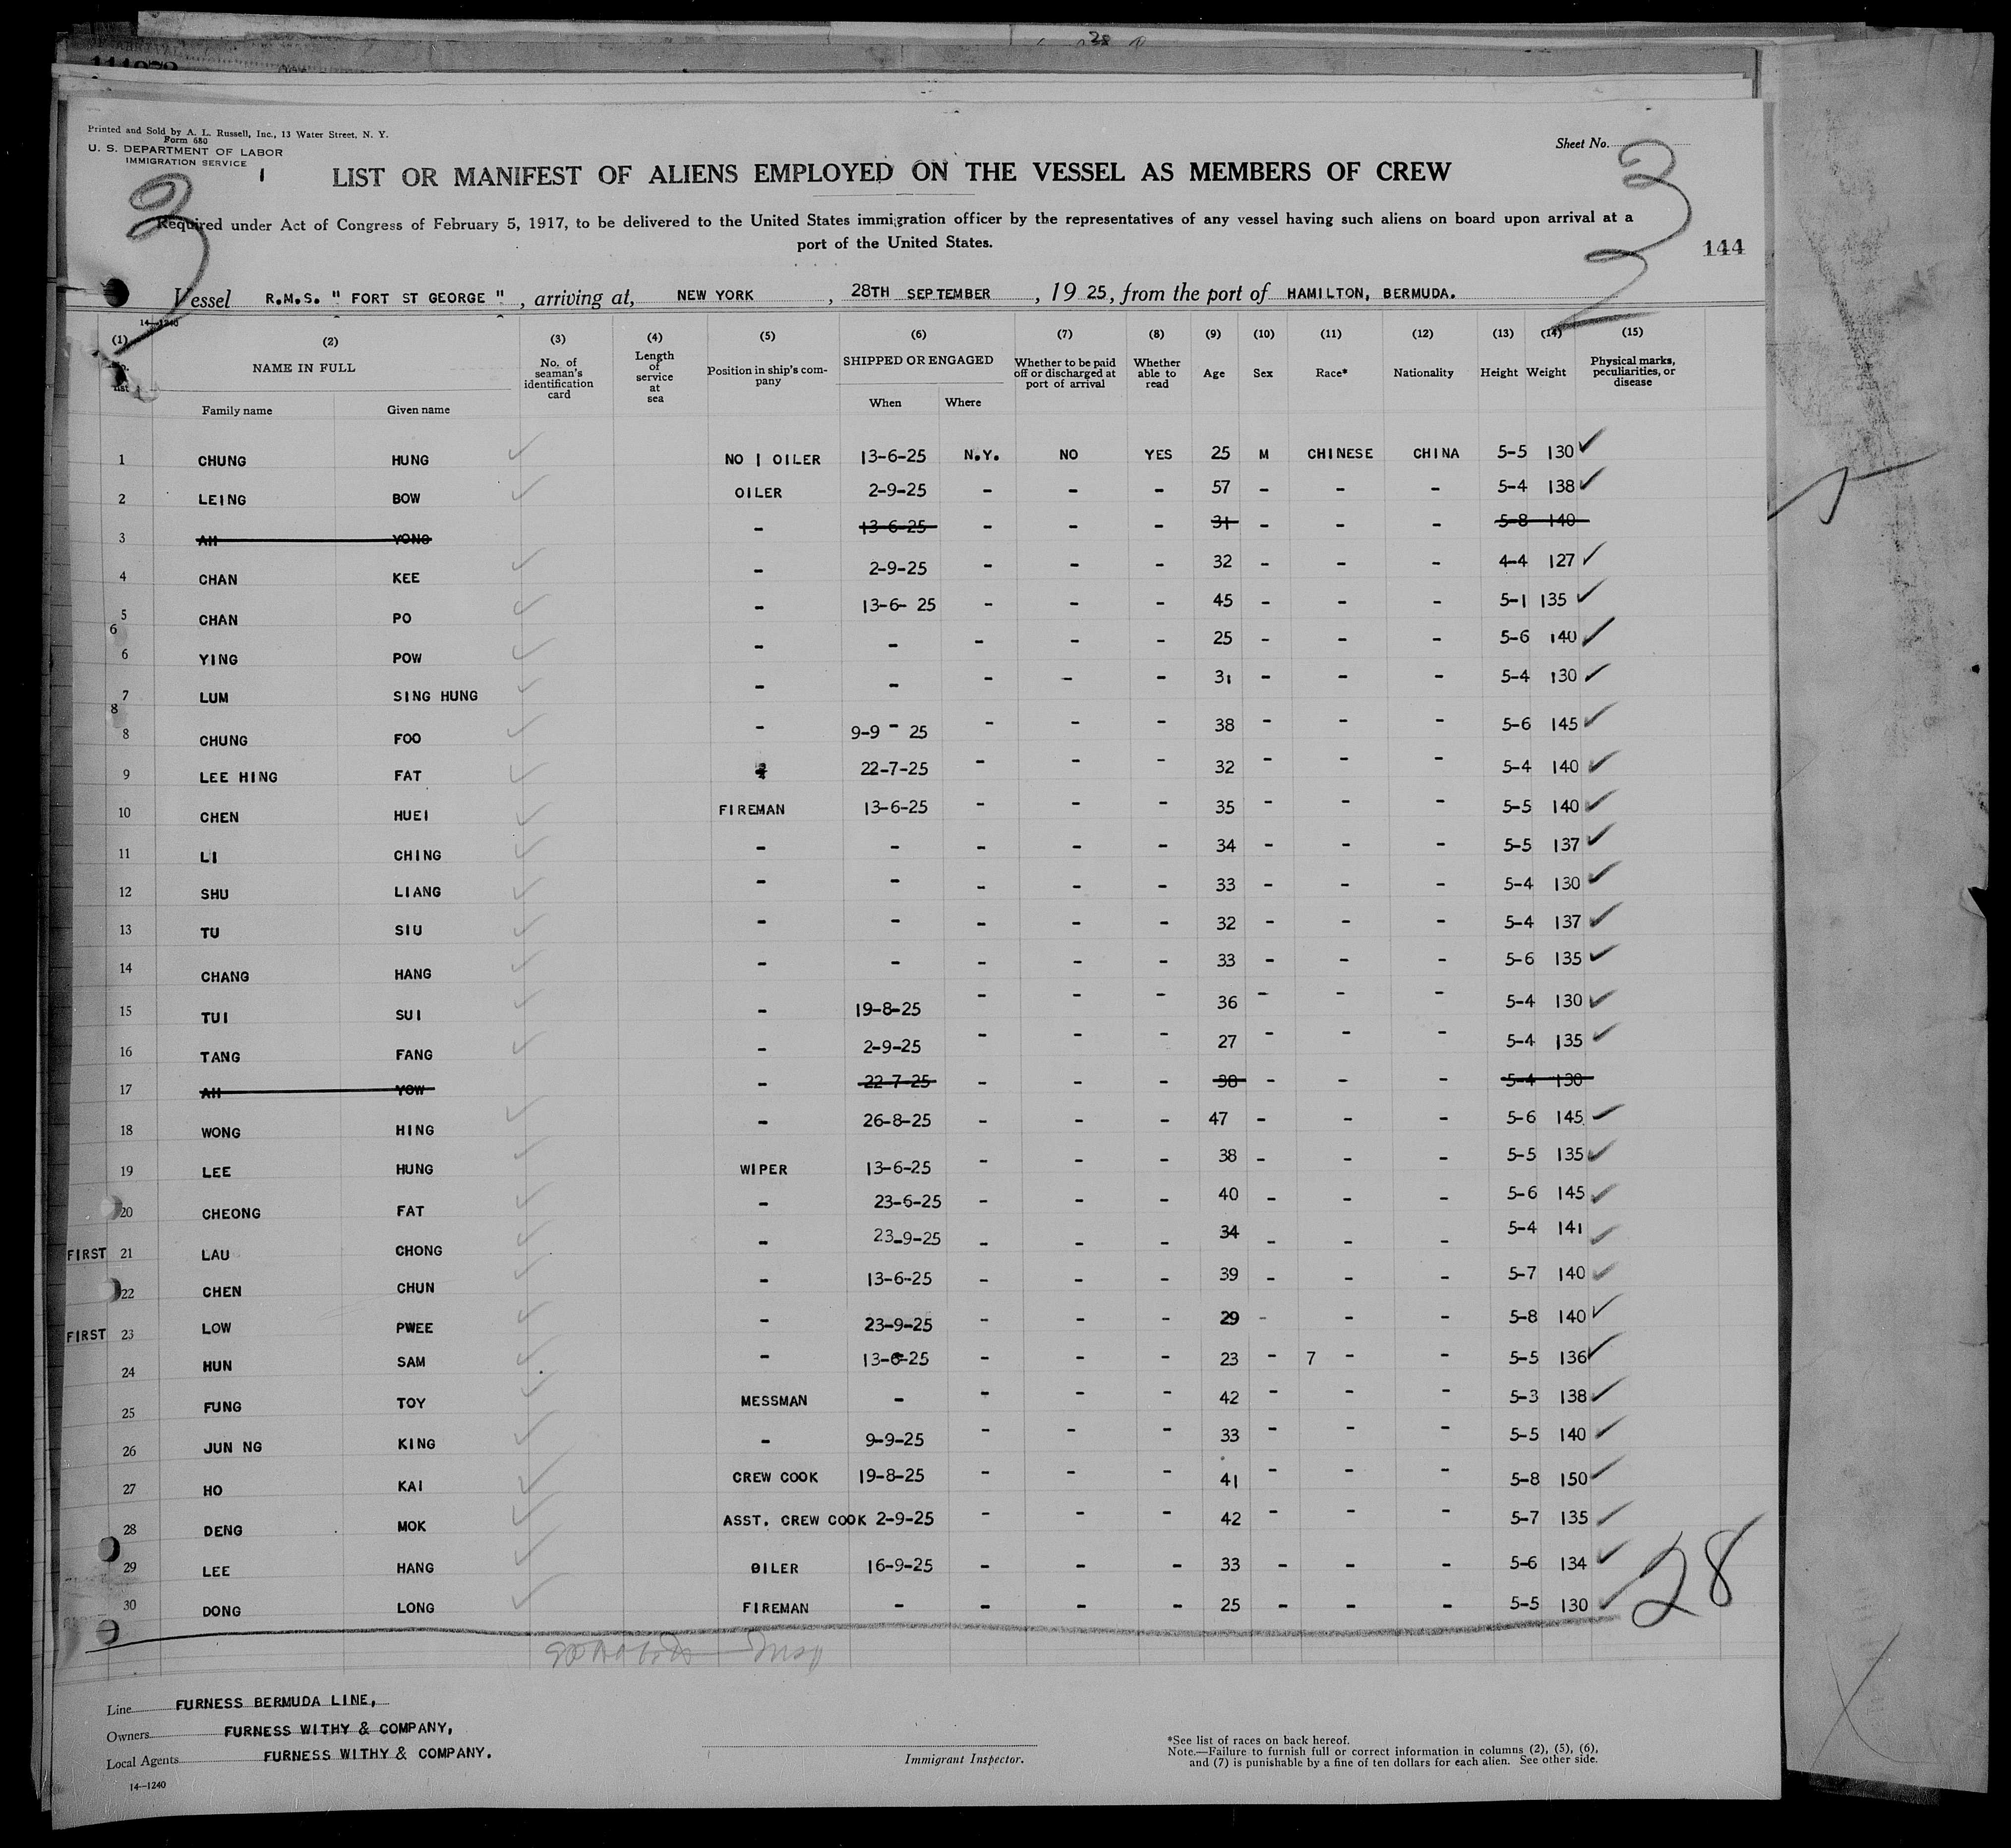 28
Printed and Sold by A. L. Russell, Inc., 13 Water Street, N. Y.
Form 680
U. S. DEPARTMENT OF LABOR
IMMIGRATION SERVICE
Sheet No. 3
3
LIST OR MANIFEST OF ALIENS EMPLOYED ON THE VESSEL AS MEMBERS OF CREW
Required under Act of Congress of February 5, 1917, to be delivered to the United States immigration officer by the representatives of any vessel having such aliens on board upon arrival at a
port of the United States.
144
Vessel R.M.S. " FORT ST GEORGE ", arriving at, NEW YORK, 28TH SEPTEMBER, 1925, from the port of HAMILTON, BERMUDA.
14-1240
(1) (2) (3) (4) (5) (6) (7) (8) (9) (10) (11) (12) (13) (14) (15)
No. list NAME IN FULL No. of seaman's identification card Length of service at sea Position in ship's company SHIPPED OR ENGAGED Whether to be paid off or discharged at port of arrival Whether able to read Age Sex Race* Nationality Height Weight Physical marks, peculiarities, or disease
Family name Given name When Where
1 CHUNG HUNG NO 1 OILER 13-6-25 N.Y. NO YES 25 M CHINESE CHINA 5-5 130
2 LEING BOW OILER 2-9-25 - - - 57 - - - 5-4 138
3 AH YONG - 13-6-25 - - - 31 - - - 5-8 140
4 CHAN KEE - 2-9-25 - - - 32 - - - 4-4 127
5 CHAN PO - 13-6- 25 - - - 45 - - - 5-1 135
6
6 YING POW - - - - - 25 - - - 5-6 140
7 LUM SING HUNG - - - - - 31 - - - 5-4 130
8
8 CHUNG FOO - 9-9 - 25 - - - 38 - - - 5-6 145
9 LEE HING FAT 22-7-25 - - - 32 - - - 5-4 140
10 CHEN HUEI FIREMAN 13-6-25 - - - 35 - - - 5-5 140
11 LI CHING - - - - - 34 - - - 5-5 137
12 SHU LIANG - - - - - 33 - - - 5-4 130
13 TU SIU - - - - - 32 - - - 5-4 137
14 CHANG HANG - - - - - 33 - - - 5-6 135
15 TUI SUI - 19-8-25 - - - 36 - - - 5-4 130
16 TANG FANG - 2-9-25 - - - 27 - - - 5-4 135
17 AH YOW - 22-7-25 - - - 38 - - - 5-4 130
18 WONG HING - 26-8-25 - - - 47 - - - 5-6 145
19 LEE HUNG WIPER 13-6-25 - - - 38 - - - 5-5 135
20 CHEONG FAT - 23-6-25 - - - 40 - - - 5-6 145
FIRST 21 LAU CHONG - 23-9-25 - - - 34 - - - 5-4 141
22 CHEN CHUN - 13-6-25 - - - 39 - - - 5-7 140
FIRST 23 LOW PWEE - 23-9-25 - - - 29 - - - 5-8 140
24 HUN SAM - 13-6-25 - - - 23 - 7 - - 5-5 136
25 FUNG TOY MESSMAN - - - - 42 - - - 5-3 138
26 JUN NG KING - 9-9-25 - - - 33 - - - 5-5 140
27 HO KAI CREW COOK 19-8-25 - - - 41 - - - 5-8 150
28 DENG MOK ASST. CREW COOK 2-9-25 - - - 42 - - - 5-7 135
29 LEE HANG OILER 16-9-25 - - - 33 - - - 5-6 134
30 DONG LONG FIREMAN - - - - 25 - - - 5-5 130
28
Line FURNESS BERMUDA LINE,
Owners FURNESS WITHY & COMPANY,
Local Agents FURNESS WITHY & COMPANY.
14-1240
Immigrant Inspector.
*See list of races on back hereof.
Note.—Failure to furnish full or correct information in columns (2), (5), (6),
and (7) is punishable by a fine of ten dollars for each alien. See other side.